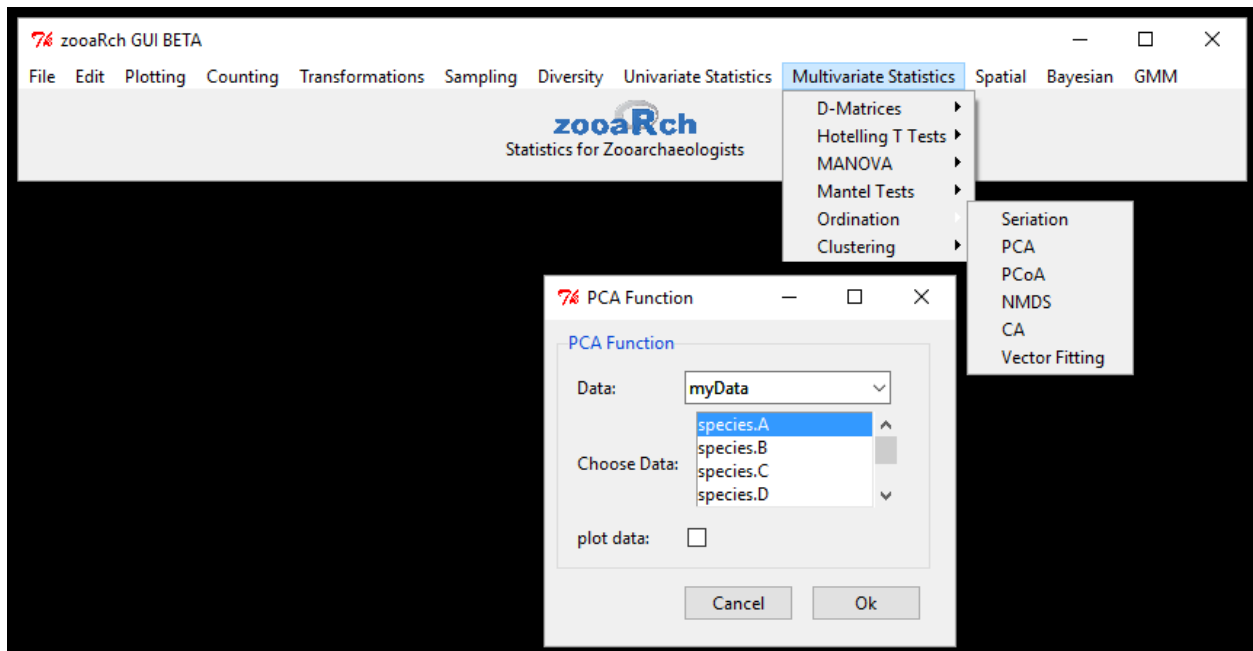 zooaRch GUI BETA
File Edit Plotting Counting Transformations Sampling Diversity Univariate Statistics Multivariate Statistics Spatial Bayesian GMM
zooaRch
Statistics for Zooarchaeologists
D-Matrices
Hotelling T Tests
MANOVA
Mantel Tests
Ordination
Clustering
Seriation
PCA
PCoA
NMDS
CA
Vector Fitting
PCA Function
PCA Function
Data: myData
species.A
species.B
Choose Data: species.C
species.D
plot data:
Cancel Ok